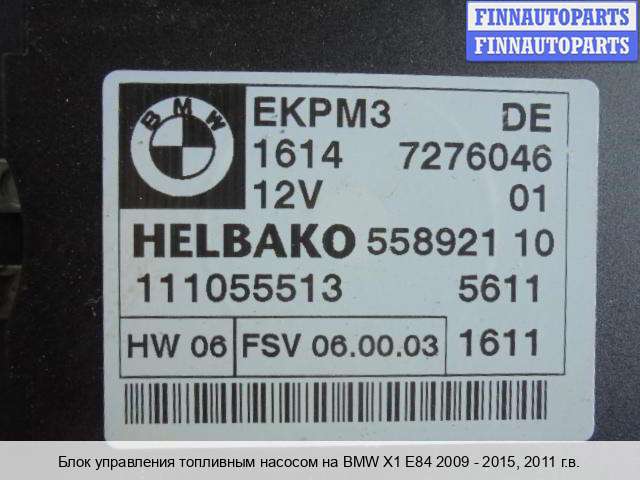 FINNAUTOPARTS
FINNAUTOPARTS
BMW
EKPM3 DE
1614 7276046
12V 01
HELBAKO 558921 10
111055513 5611
HW 06 FSV 06.00.03 1611
Блок управления топливным насосом на BMW X1 E84 2009 - 2015, 2011 г.в.